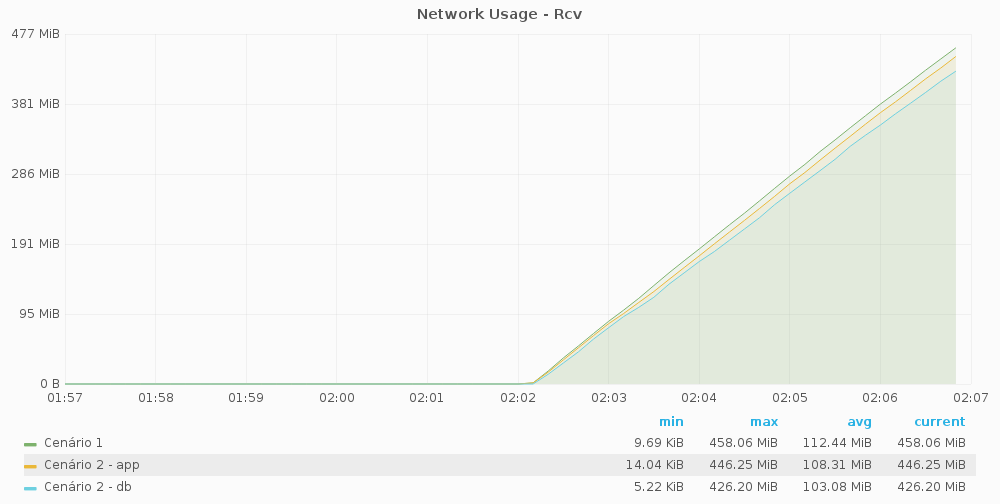 Network Usage - Rcv
477 MiB
381 MiB
286 MiB
191 MiB
95 MiB
0 B
01:57 01:58 01:59 02:00 02:01 02:02 02:03 02:04 02:05 02:06 02:07
min max avg current
Cenário 1 9.69 KiB 458.06 MiB 112.44 MiB 458.06 MiB
Cenário 2 - app 14.04 KiB 446.25 MiB 108.31 MiB 446.25 MiB
Cenário 2 - db 5.22 KiB 426.20 MiB 103.08 MiB 426.20 MiB